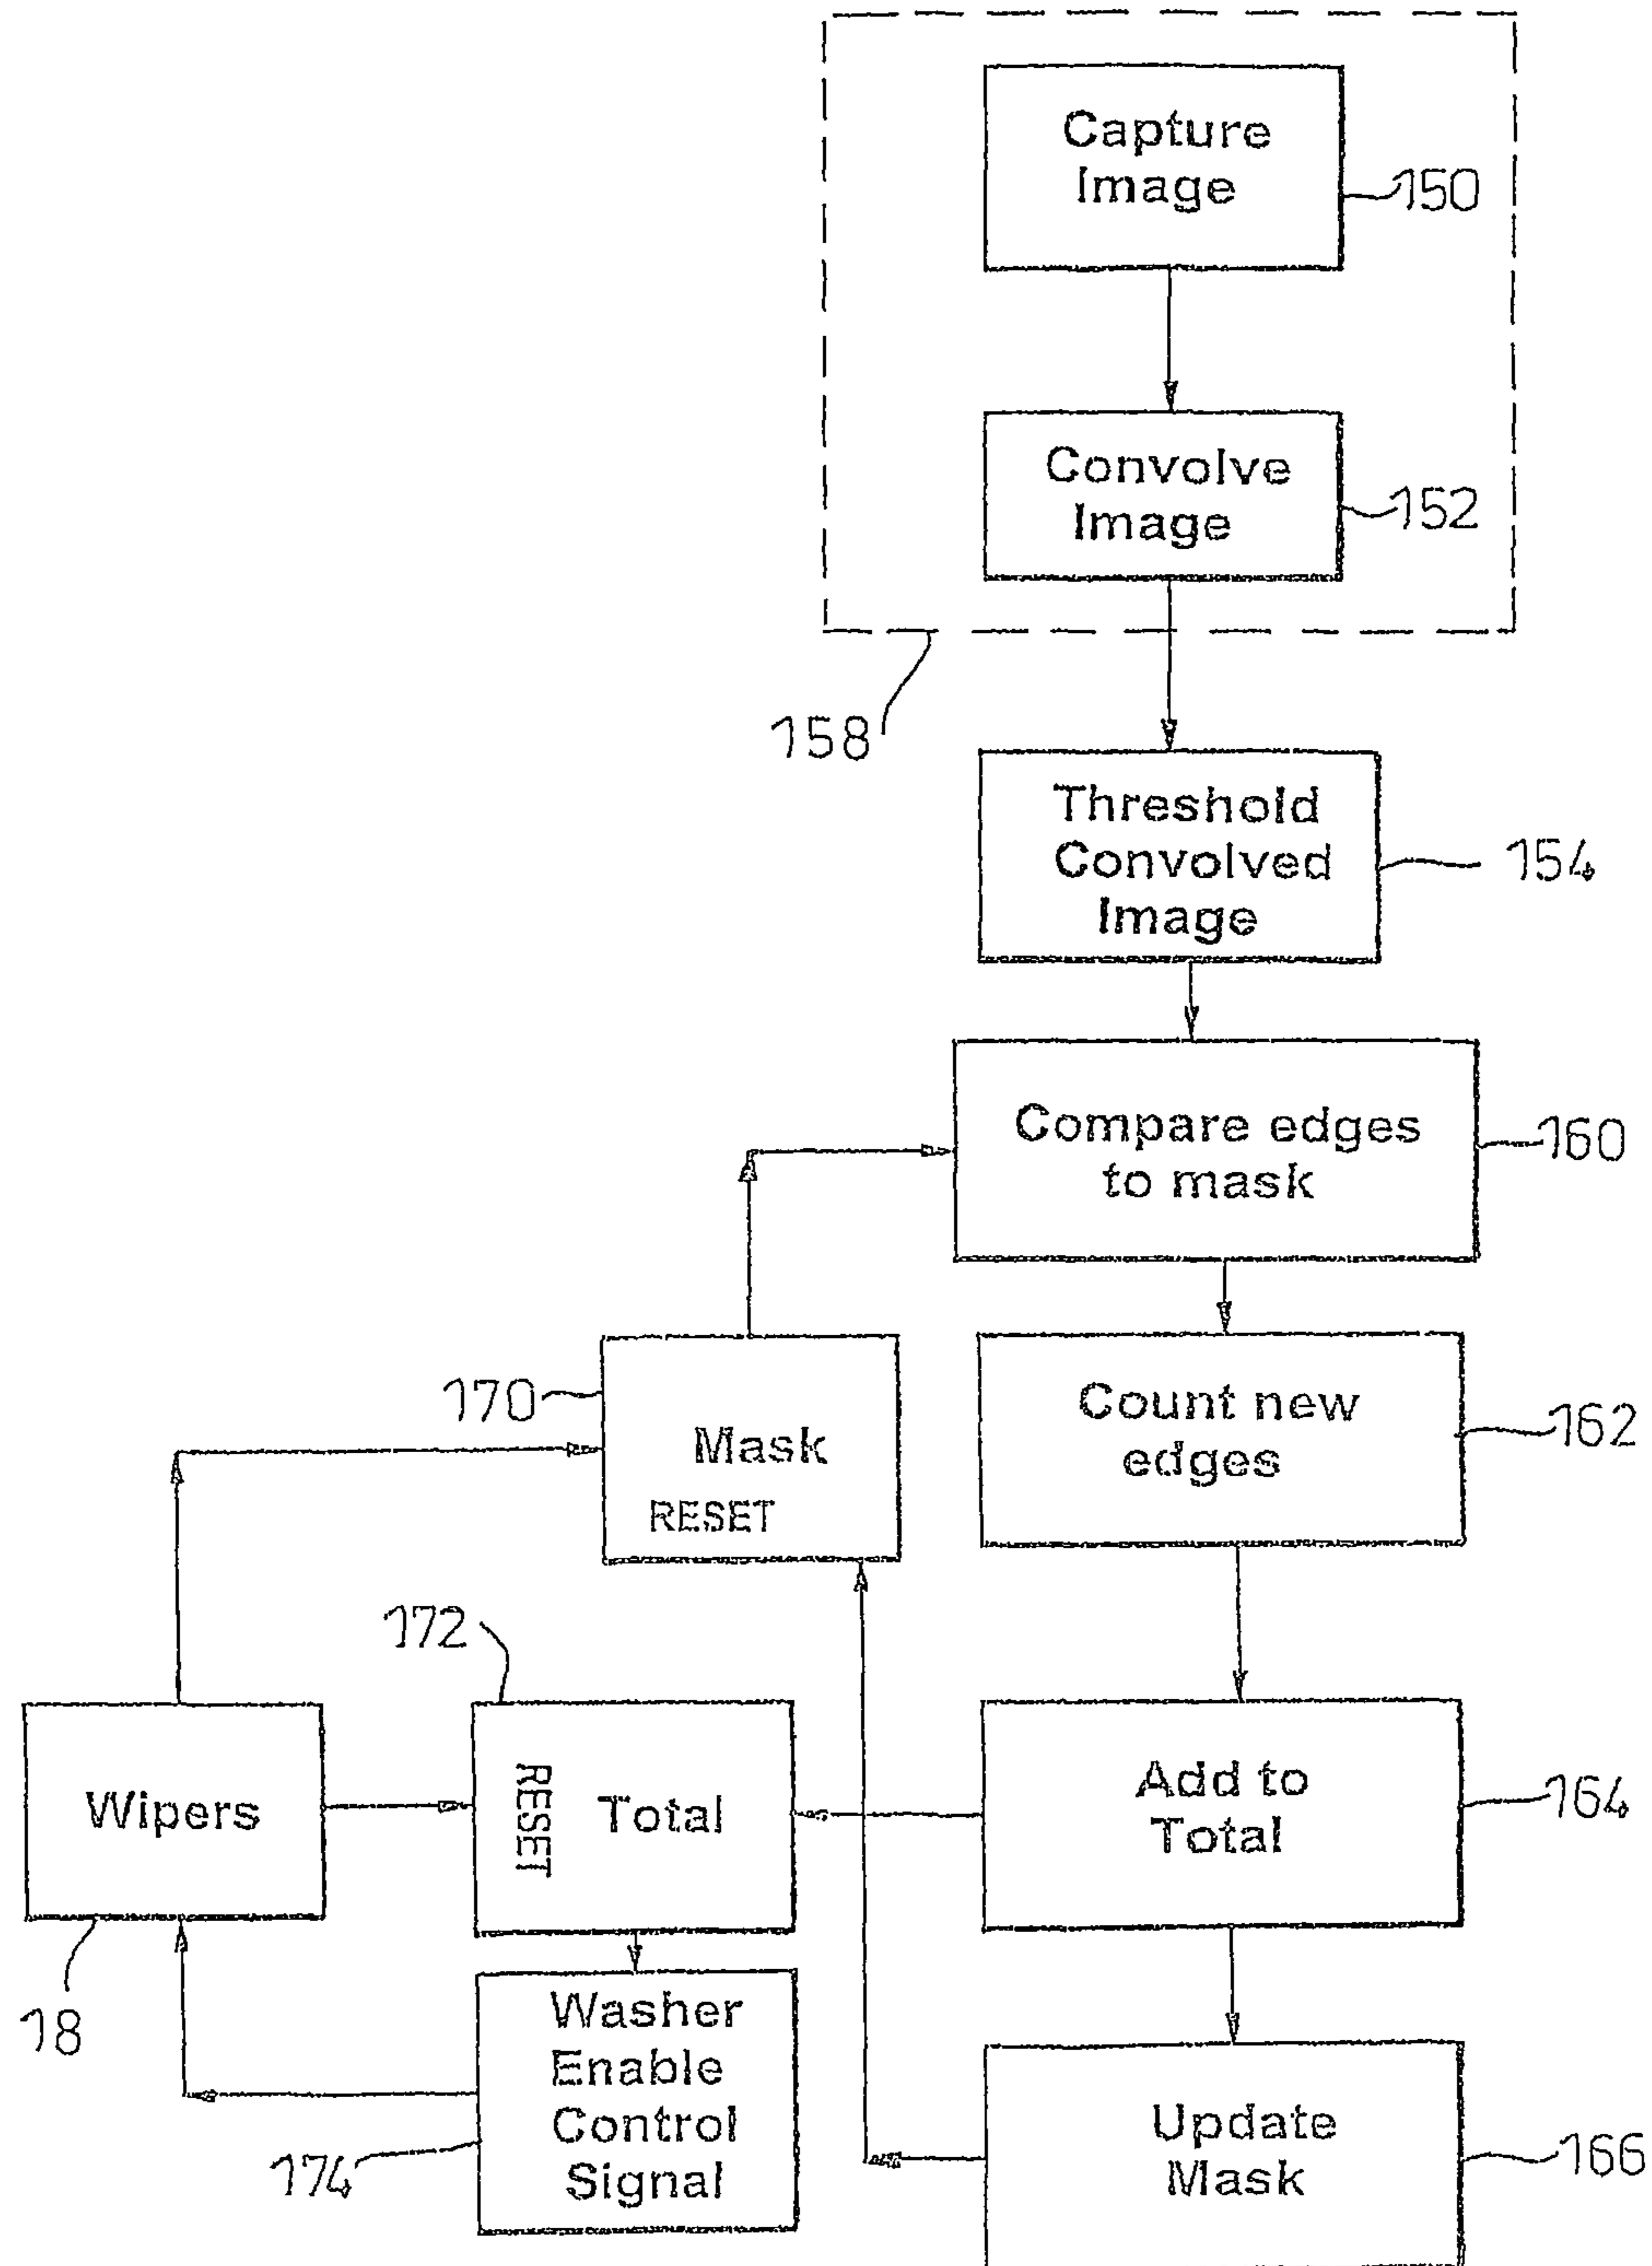 Capture
Image
150
Convolve
Image
152
158
Threshold
Convolved
Image
154
Compare edges
to mask
160
170
Mask
RESET
Count new
edges
162
172
Wipers
18
RESET
Total
Add to
Total
164
Washer
Enable
Control
Signal
174
Update
Mask
166